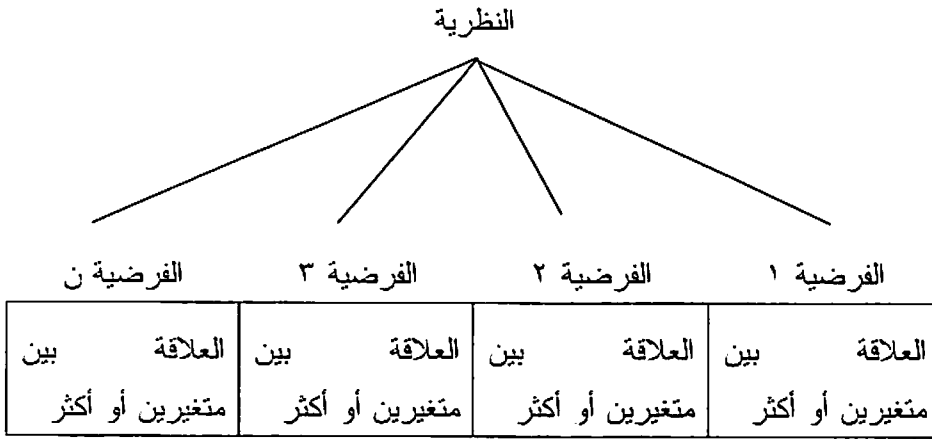 النظرية
الفرضية ١ الفرضية ٢ الفرضية ٣ الفرضية ن
العلاقة بين العلاقة بين العلاقة بين العلاقة بين
متغيرين أو أكثر متغيرين أو أكثر متغيرين أو أكثر متغيرين أو أكثر